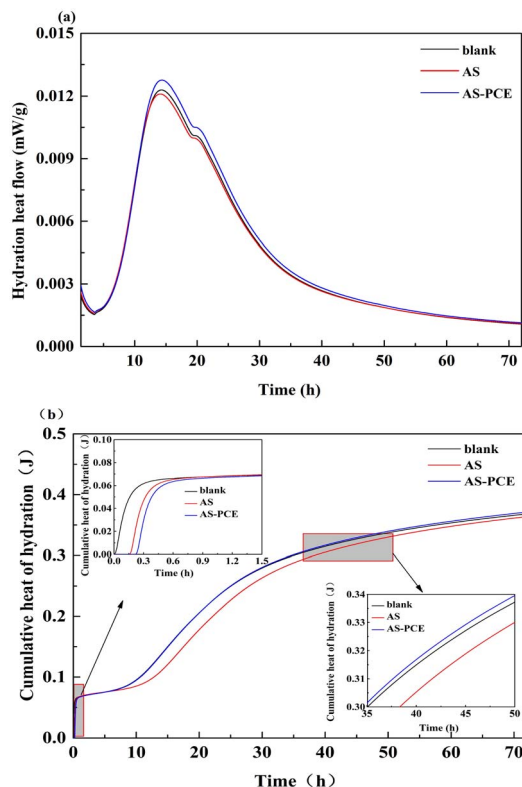 (a)
0.015
0.012
0.009
0.006
0.003
0.000
Hydration heat flow (mW/g)
blank
AS
AS-PCE
10 20 30 40 50 60 70
Time (h)
（b）
0.5
0.4
0.3
0.2
0.1
0.0
Cumulative heat of hydration（J）
blank
AS
AS-PCE
0.10
0.08
0.06
0.04
0.02
0.00
Cumulative heat of hydration（J）
blank
AS
AS-PCE
0.0 0.3 0.6 0.9 1.2 1.5
Time (h)
0.34
0.33
0.32
0.31
0.30
Cumulative heat of hydration（J）
blank
AS
AS-PCE
35 40 45 50
Time (h)
0 10 20 30 40 50 60 70
Time（h）